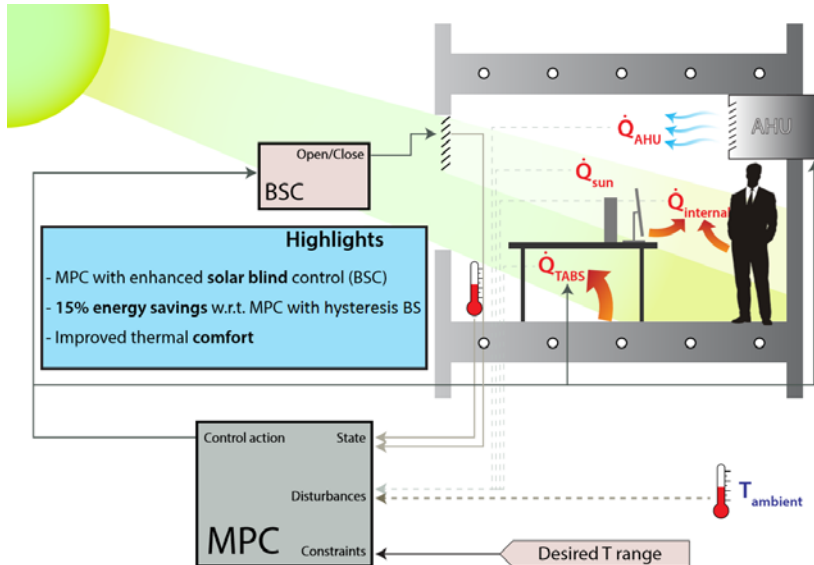 AHU
Q̇AHU
Open/Close
BSC
Q̇sun
Q̇internal
Highlights
- MPC with enhanced solar blind control (BSC)
- 15% energy savings w.r.t. MPC with hysteresis BS
- Improved thermal comfort
Q̇TABS
Control action
State
Disturbances
Tambient
MPC
Constraints
Desired T range